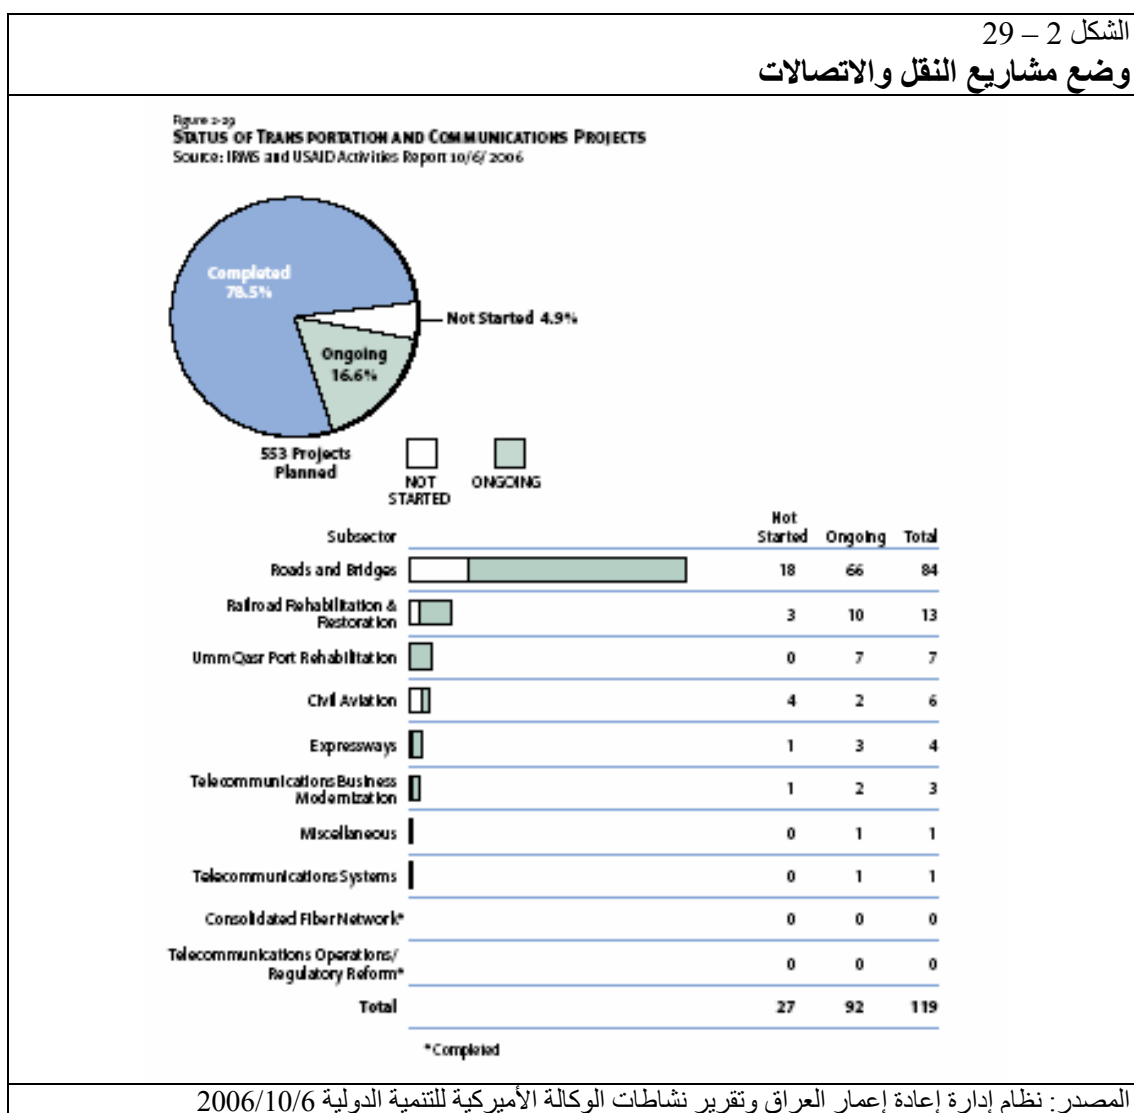 الشكل 2 – 29
وضع مشاريع النقل والاتصالات
Figure 2-29
STATUS OF TRANSPORTATION AND COMMUNICATIONS PROJECTS
Source: IRMS and USAID Activities Report 10/6/2006
Completed
78.5%
Not Started 4.9%
Ongoing
16.6%
553 Projects
Planned
NOT
STARTED
ONGOING
Subsector Not Started Ongoing Total
Roads and Bridges 18 66 84
Railroad Rehabilitation &
Restoration 3 10 13
Umm Qasr Port Rehabilitation 0 7 7
Civil Aviation 4 2 6
Expressways 1 3 4
Telecommunications Business
Modernization 1 2 3
Miscellaneous 0 1 1
Telecommunications Systems 0 1 1
Consolidated Fiber Network* 0 0 0
Telecommunications Operations/
Regulatory Reform* 0 0 0
Total 27 92 119
*Completed
المصدر: نظام إدارة إعادة إعمار العراق وتقرير نشاطات الوكالة الأميركية للتنمية الدولية 2006/10/6